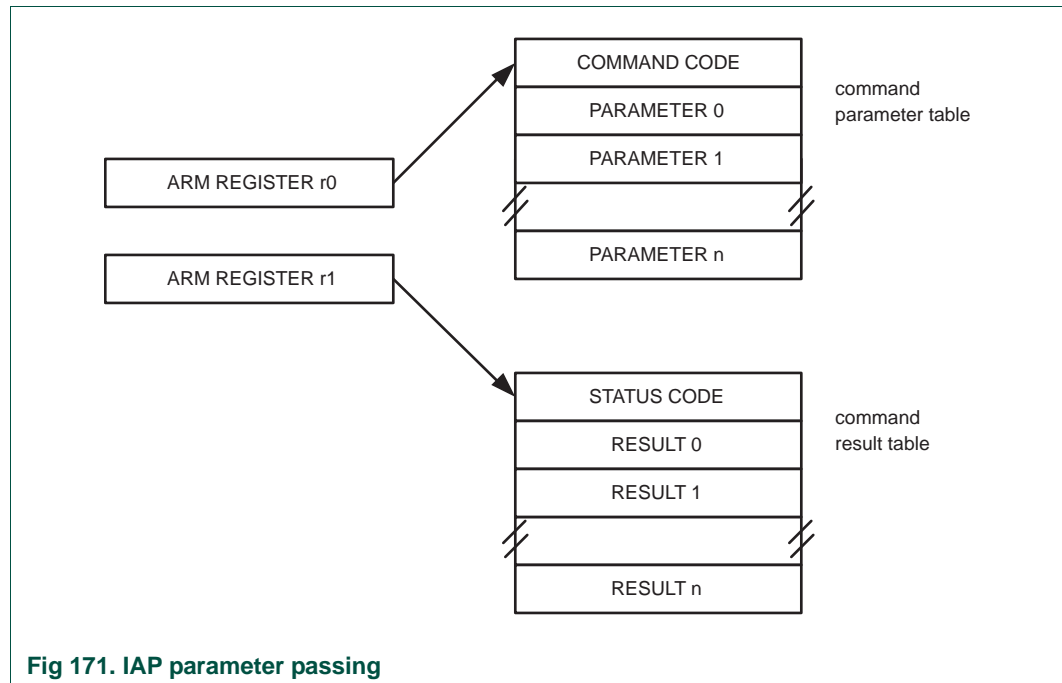 COMMAND CODE
PARAMETER 0
PARAMETER 1
PARAMETER n
command
parameter table
ARM REGISTER r0
ARM REGISTER r1
STATUS CODE
RESULT 0
RESULT 1
RESULT n
command
result table
Fig 171. IAP parameter passing